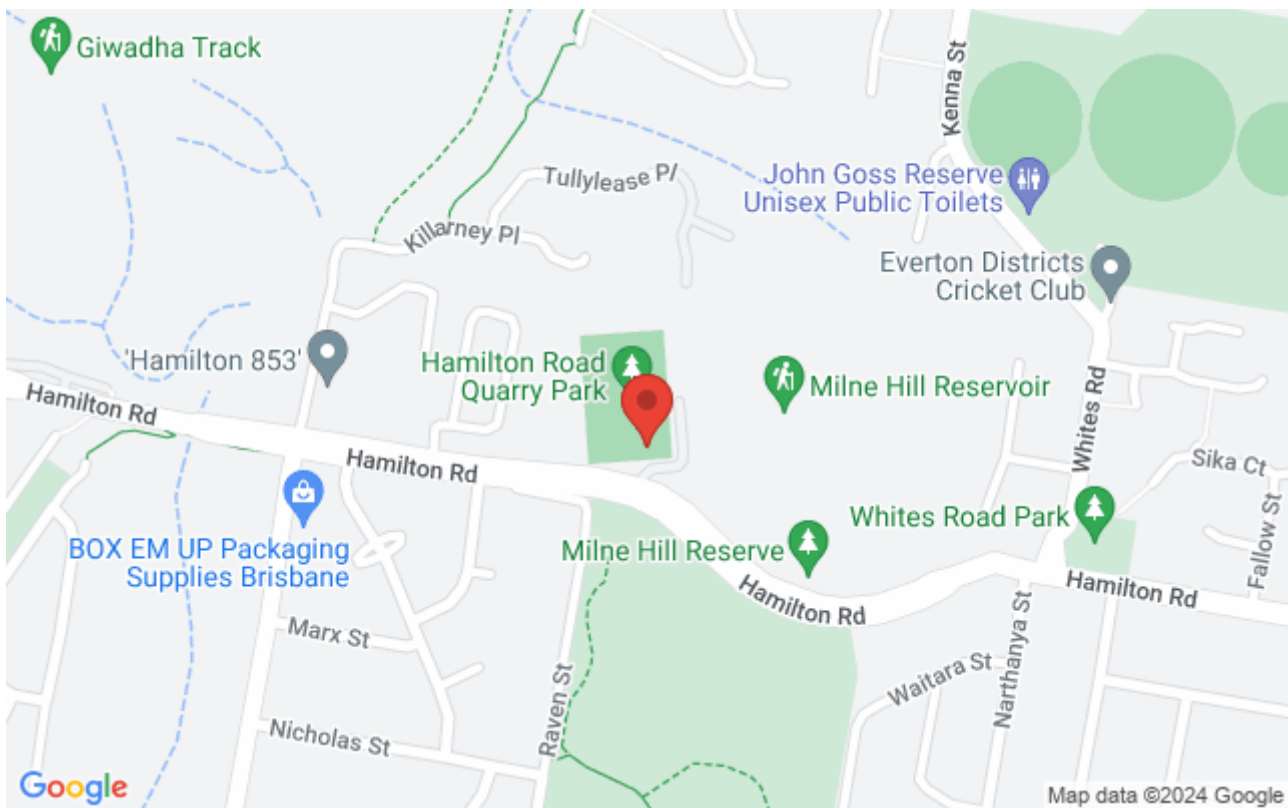 Giwadha Track
Kenna St
John Goss Reserve
Unisex Public Toilets
Tullylease Pl
Killarney Pl
Everton Districts
Cricket Club
'Hamilton 853'
Hamilton Road
Quarry Park
Milne Hill Reservoir
Whites Rd
Hamilton Rd
Hamilton Rd
Sika Ct
Fallow St
BOX EM UP Packaging
Supplies Brisbane
Whites Road Park
Milne Hill Reserve
Hamilton Rd
Hamilton Rd
Marx St
Raven St
Waitara St
Narthanya St
Nicholas St
Google
Map data ©2024 Google